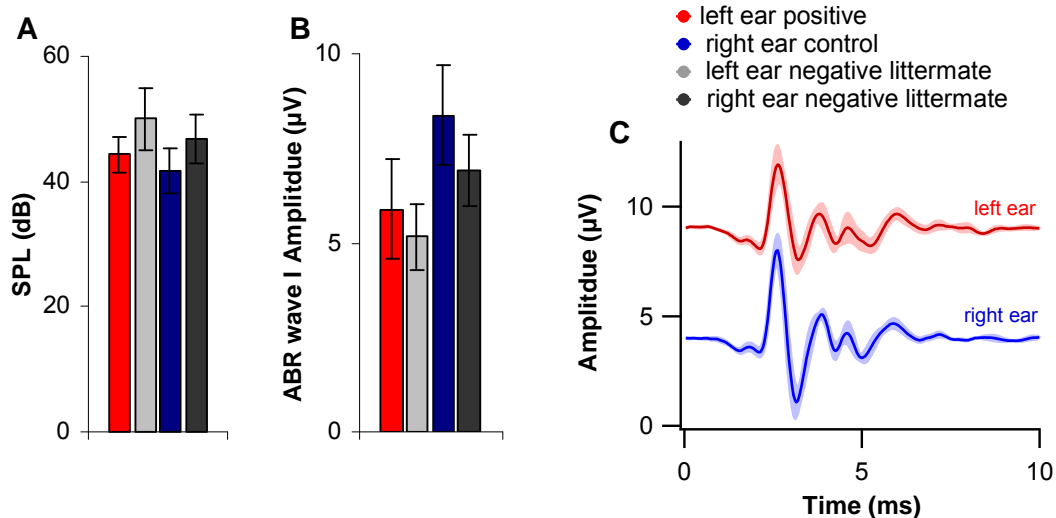 left ear positive
right ear control
left ear negative littermate
right ear negative littermate
A
60
40
20
0
SPL (dB)
B
10
5
0
ABR wave I Amplitdue (µV)
C
10
5
0
Amplitdue (µV)
left ear
right ear
0
5
10
Time (ms)